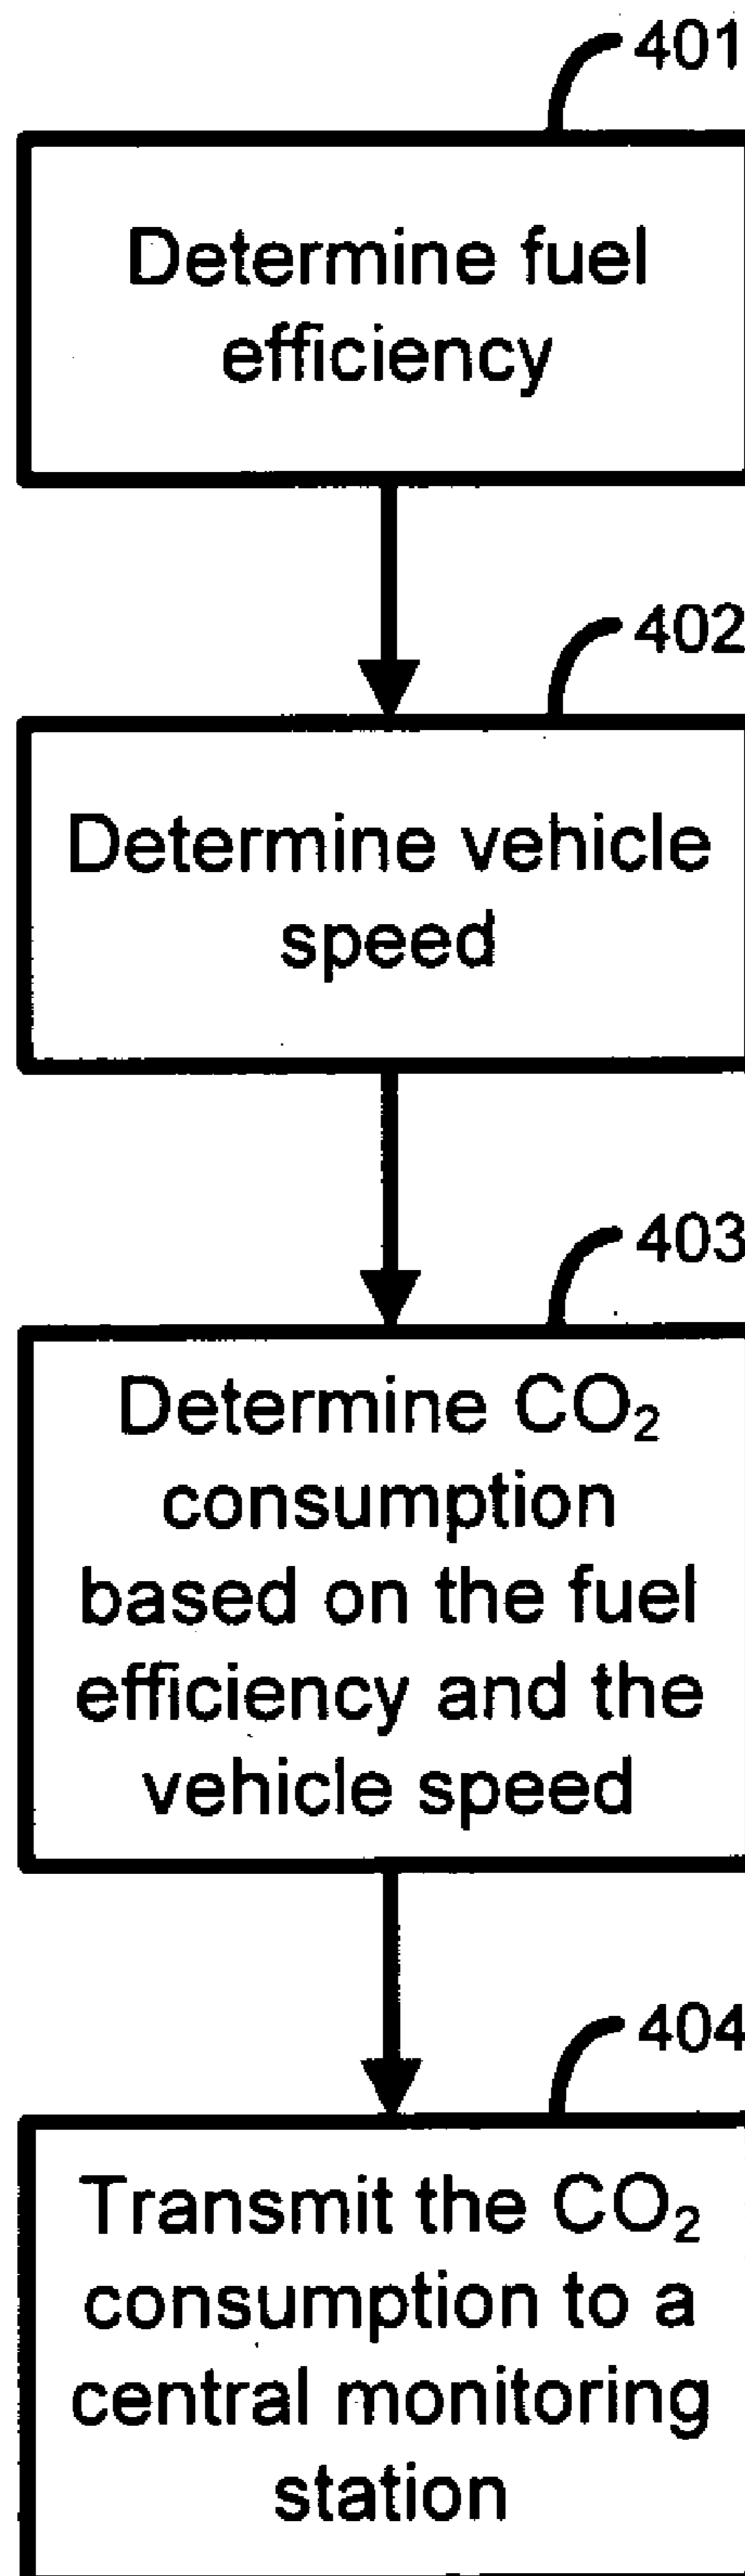 401
Determine fuel
efficiency
402
Determine vehicle
speed
403
Determine CO₂
consumption
based on the fuel
efficiency and the
vehicle speed
404
Transmit the CO₂
consumption to a
central monitoring
station